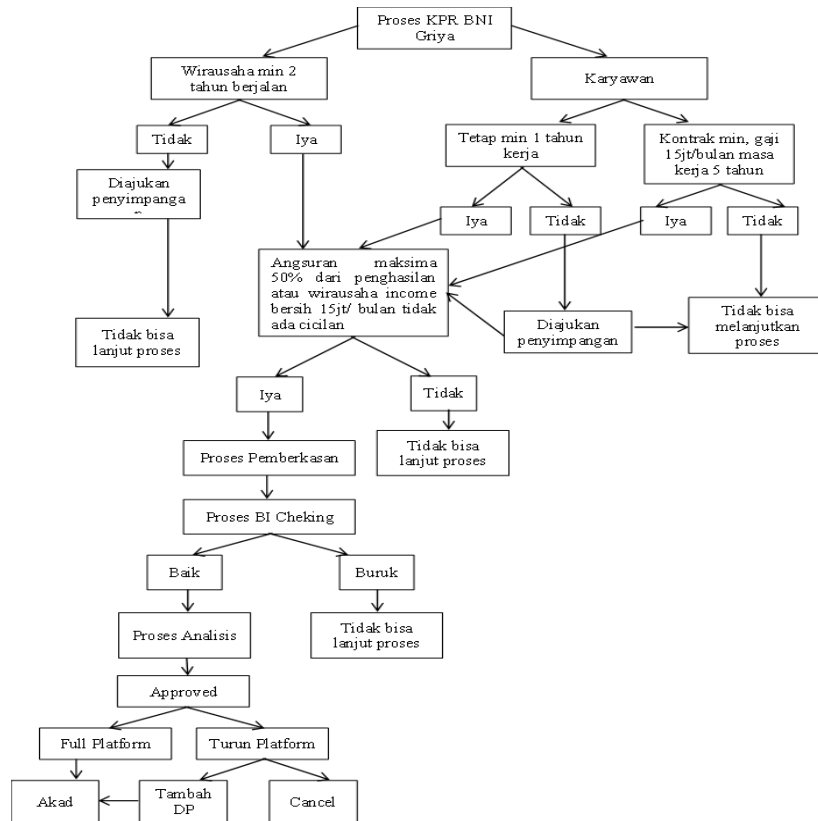 Proses KPR BNI
Griya
Wirausaha min 2
tahun berjalan
Karyawan
Tidak
Iya
Tetap min 1 tahun
kerja
Kontrak min, gaji
15jt/bulan masa
kerja 5 tahun
Diajukan
penyimpanga
n
Iya
Tidak
Iya
Tidak
Angsuran maksima
50% dari penghasilan
atau wirausaha income
bersih 15jt/ bulan tidak
ada cicilan
Tidak bisa
lanjut proses
Diajukan
penyimpangan
Tidak bisa
melanjutkan
proses
Iya
Tidak
Proses Pemberkasan
Tidak bisa
lanjut proses
Proses BI Cheking
Baik
Buruk
Proses Analisis
Tidak bisa
lanjut proses
Approved
Full Platform
Turun Platform
Akad
Tambah
DP
Cancel